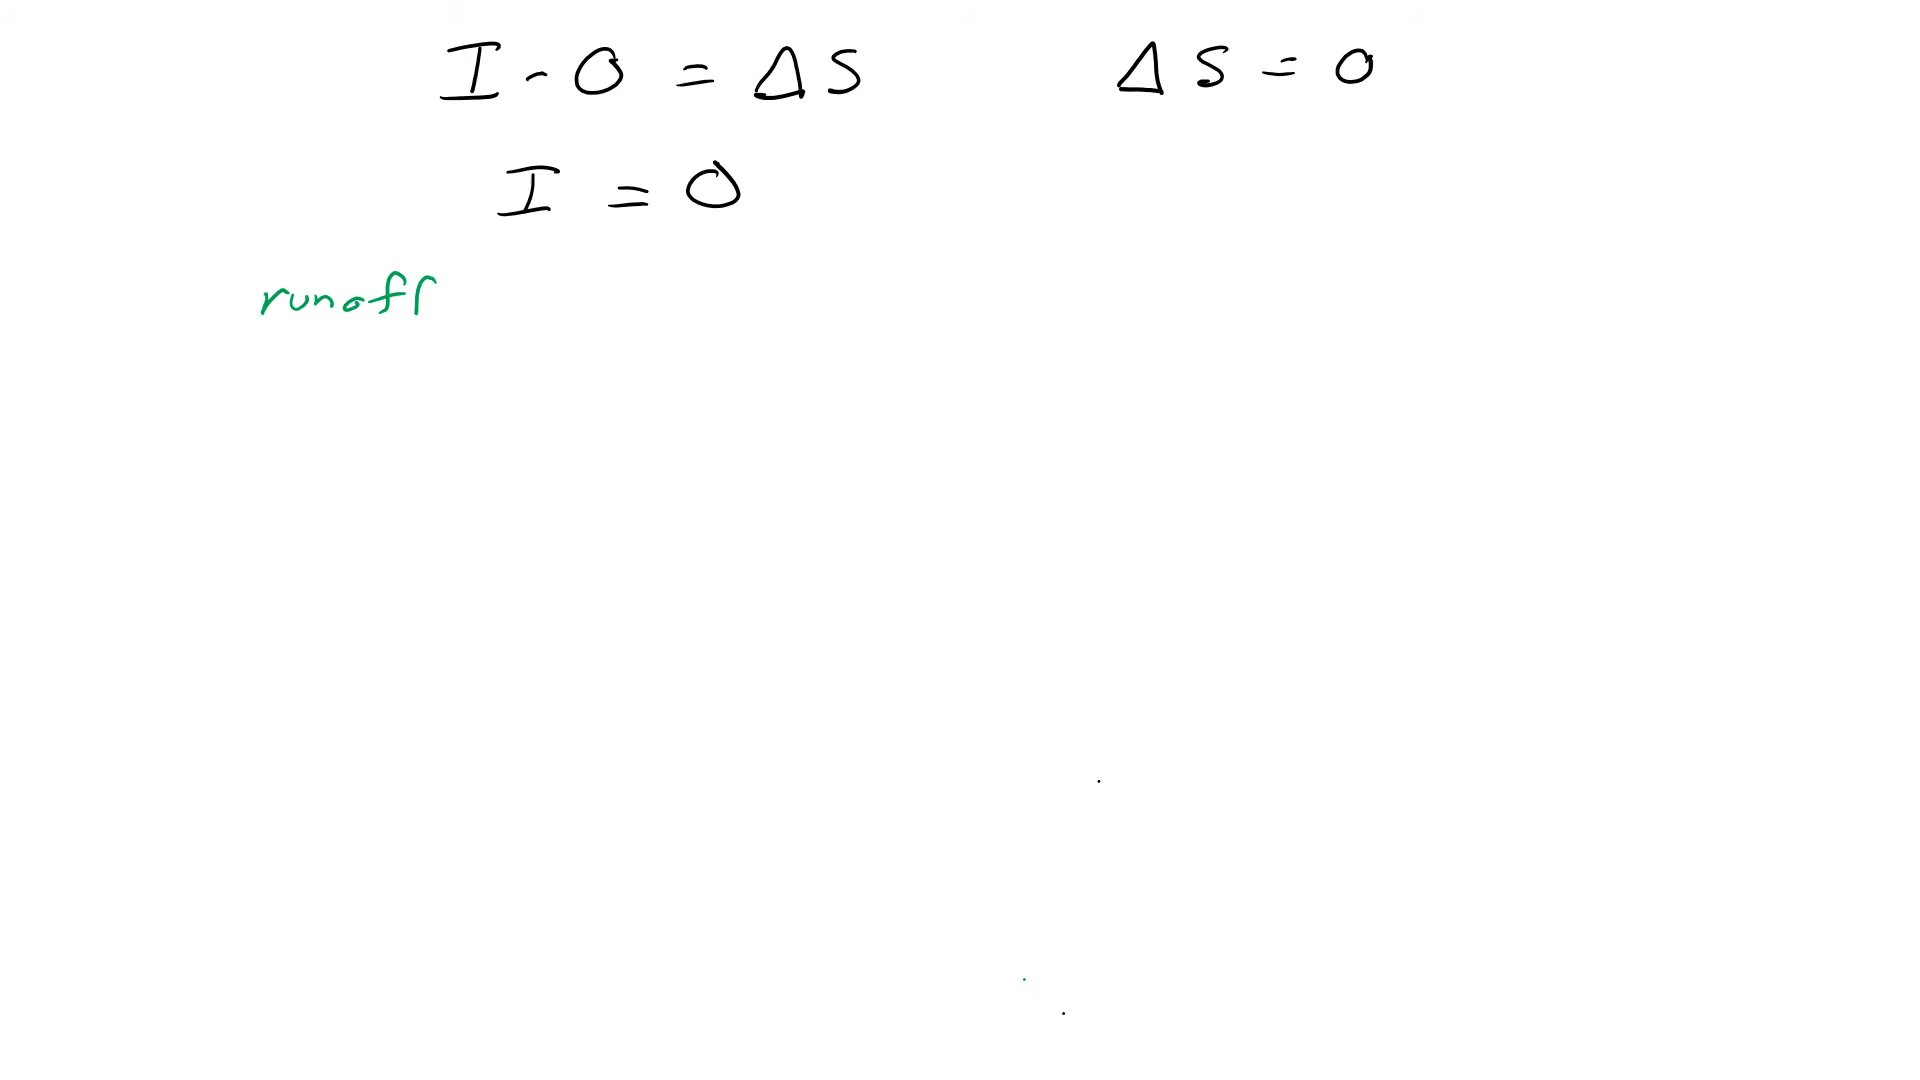 I - O = ΔS ΔS = 0
I = O
runoff